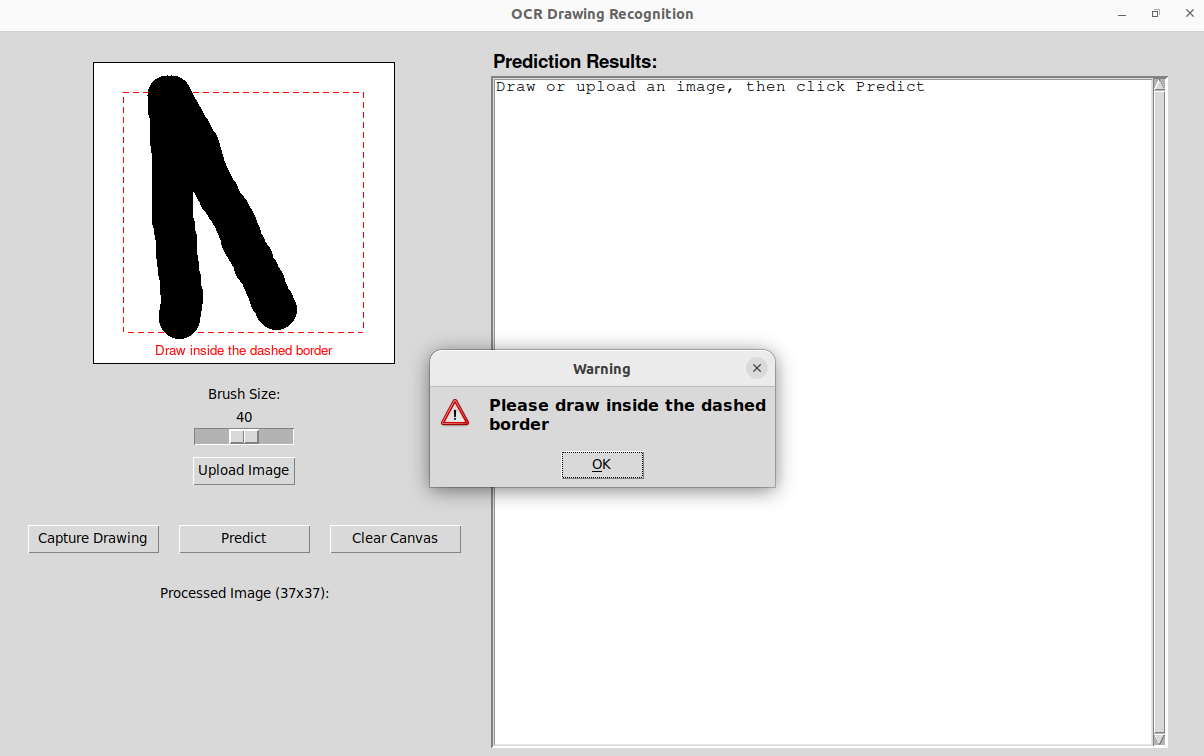 OCR Drawing Recognition
Prediction Results:
Draw or upload an image, then click Predict
Draw inside the dashed border
Brush Size:
40
Upload Image
Capture Drawing
Predict
Clear Canvas
Processed Image (37x37):
Warning
Please draw inside the dashed
border
OK